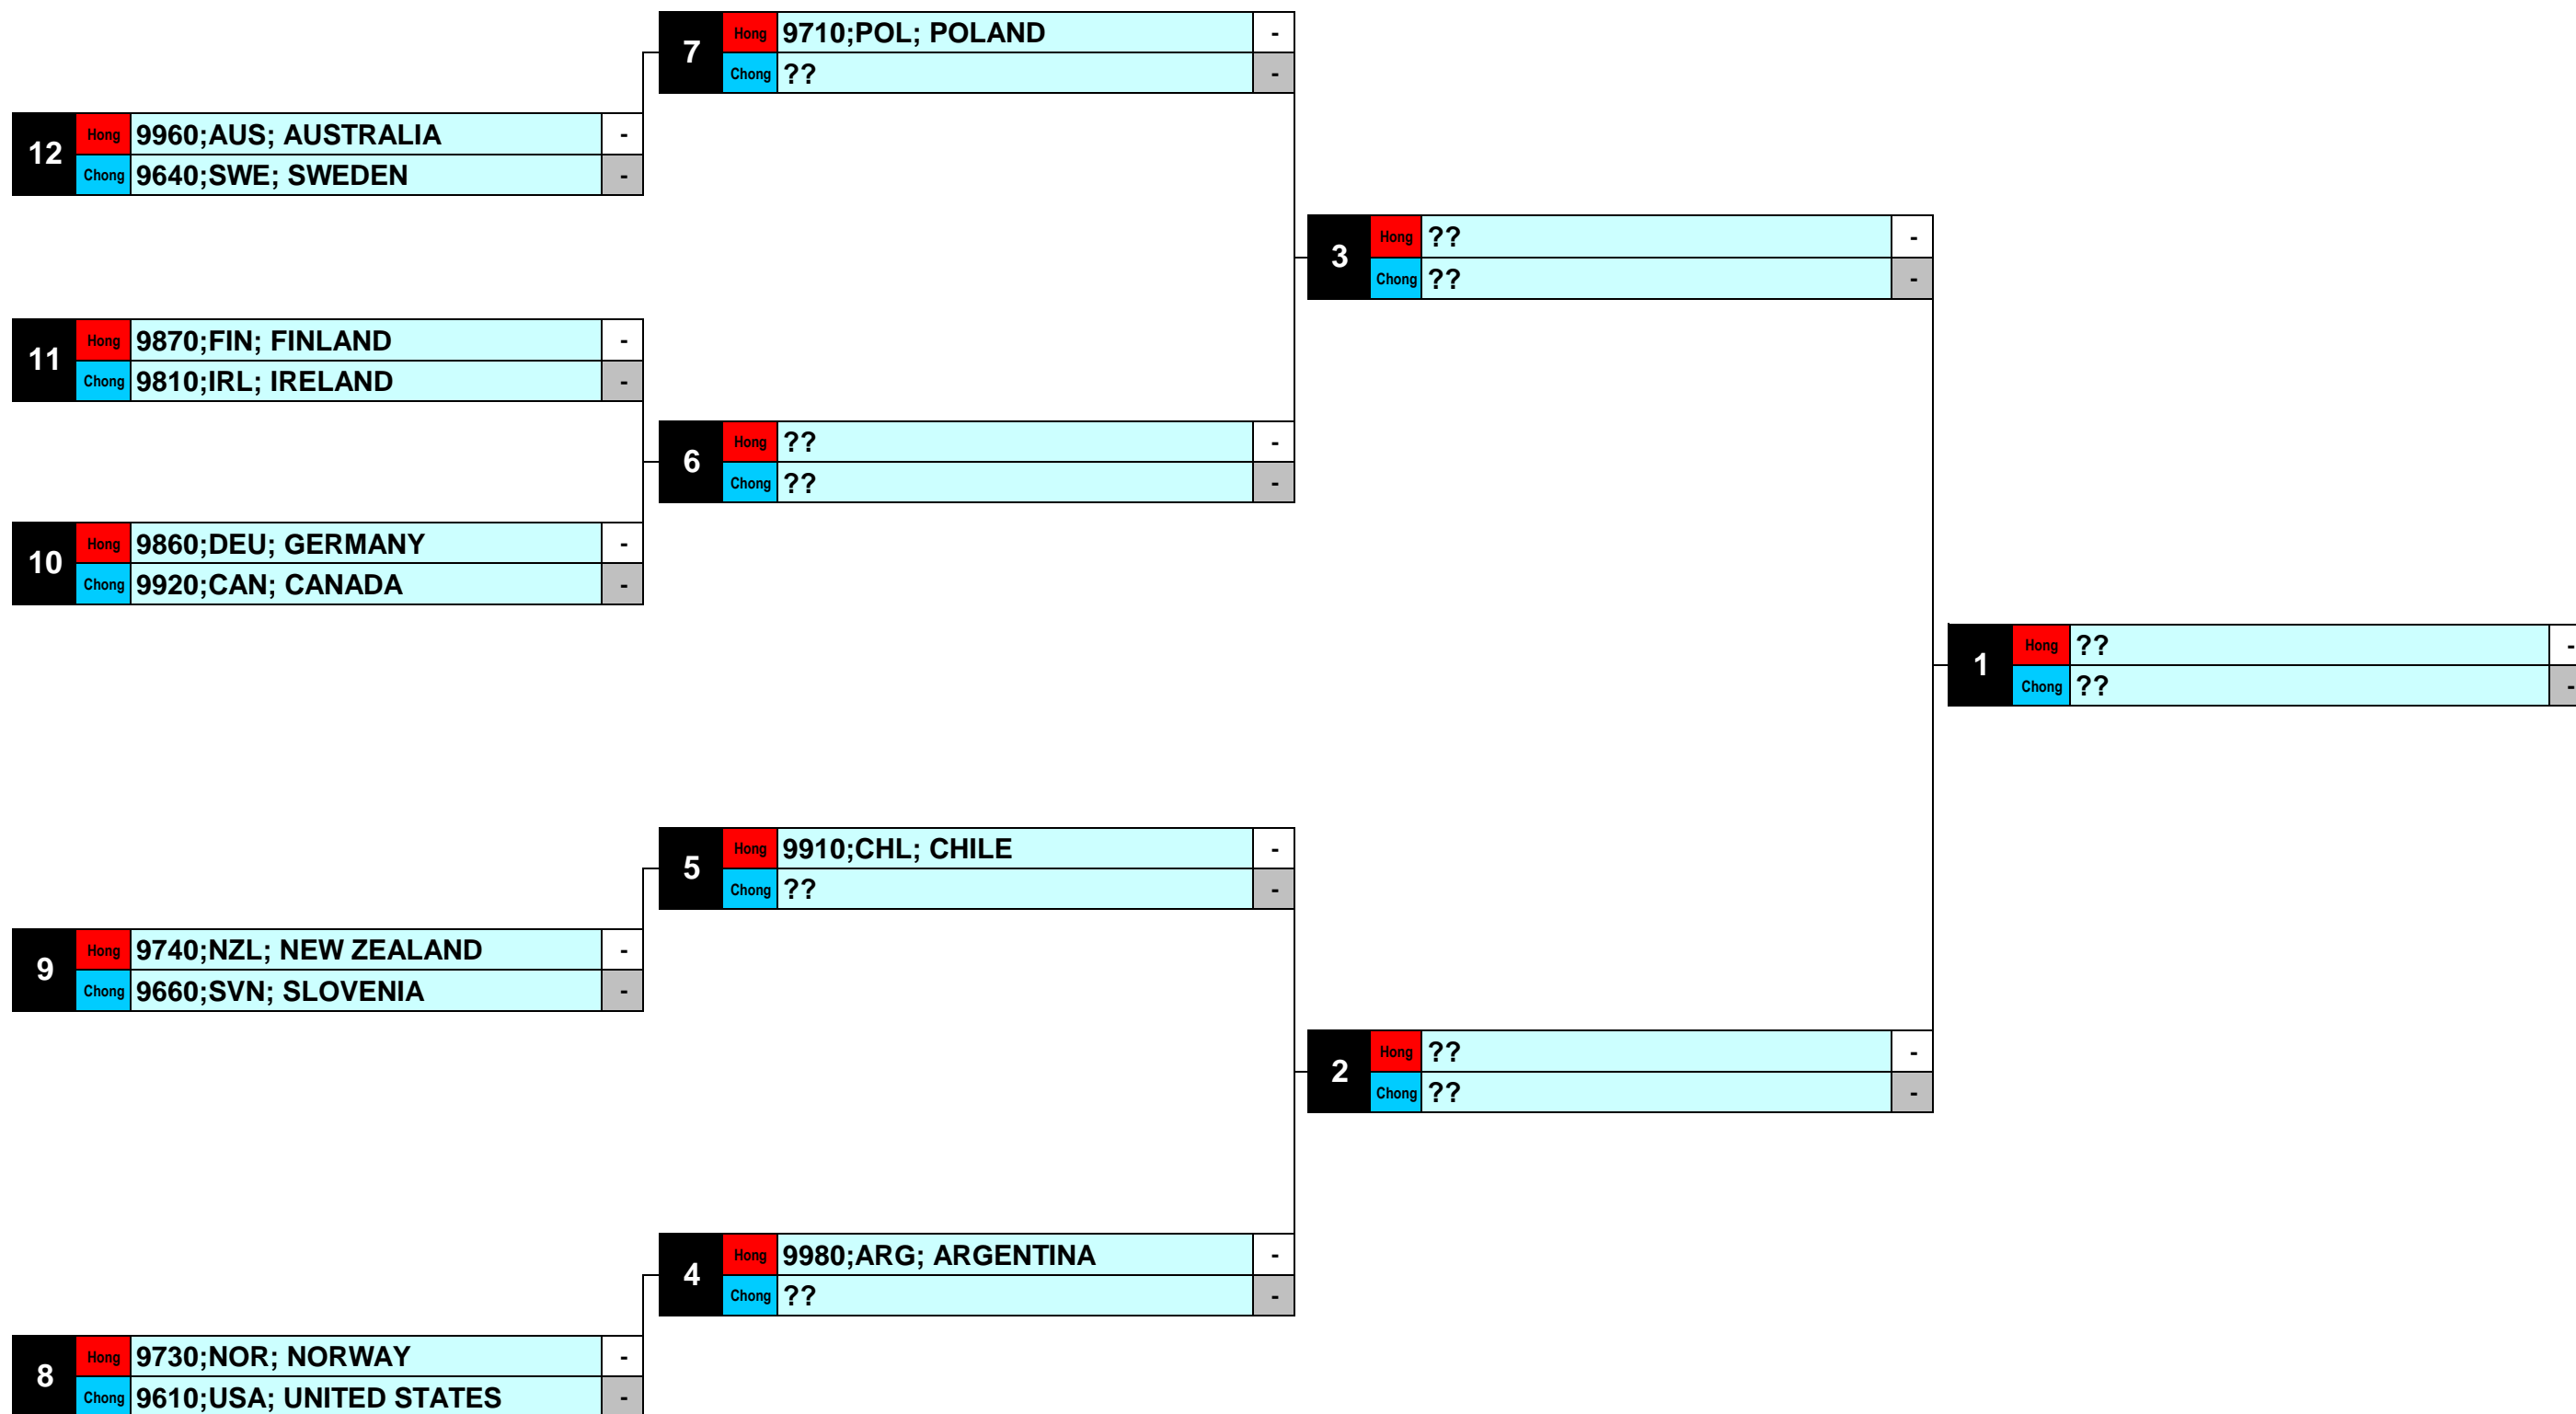 7 Hong 9710;POL; POLAND -
Chong ?? -
12 Hong 9960;AUS; AUSTRALIA -
Chong 9640;SWE; SWEDEN -
3 Hong ?? -
Chong ?? -
11 Hong 9870;FIN; FINLAND -
Chong 9810;IRL; IRELAND -
6 Hong ?? -
Chong ?? -
10 Hong 9860;DEU; GERMANY -
Chong 9920;CAN; CANADA -
1 Hong ?? -
Chong ?? -
5 Hong 9910;CHL; CHILE -
Chong ?? -
9 Hong 9740;NZL; NEW ZEALAND -
Chong 9660;SVN; SLOVENIA -
2 Hong ?? -
Chong ?? -
4 Hong 9980;ARG; ARGENTINA -
Chong ?? -
8 Hong 9730;NOR; NORWAY -
Chong 9610;USA; UNITED STATES -